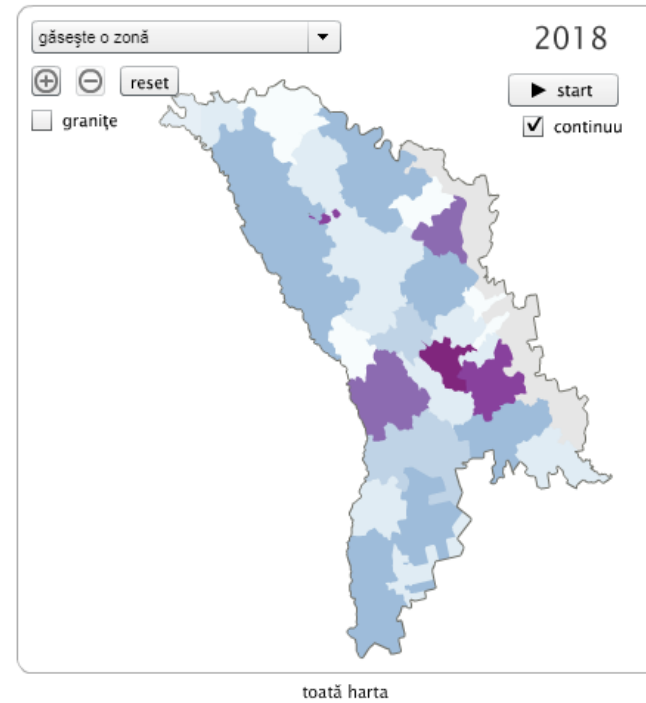 găsește o zonă
2018
reset
start
granițe
continuu
toată harta